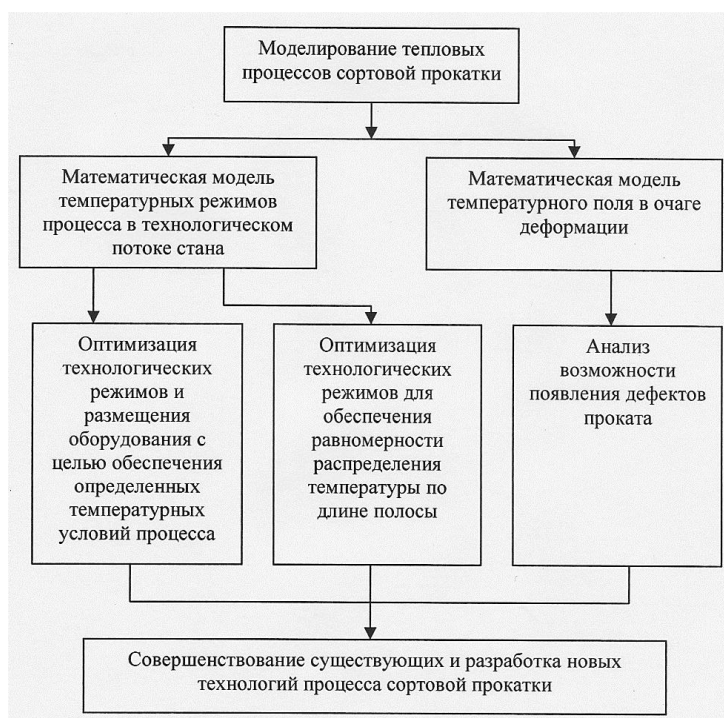 Моделирование тепловых
процессов сортовой прокатки
Математическая модель
температурных режимов
процесса в технологическом
потоке стана
Математическая модель
температурного поля в очаге
деформации
Оптимизация
технологических
режимов и
размещения
оборудования с
целью обеспечения
определенных
температурных
условий процесса
Оптимизация
технологических
режимов для
обеспечения
равномерности
распределения
температуры по
длине полосы
Анализ
возможности
появления дефектов
проката
Совершенствование существующих и разработка новых
технологий процесса сортовой прокатки